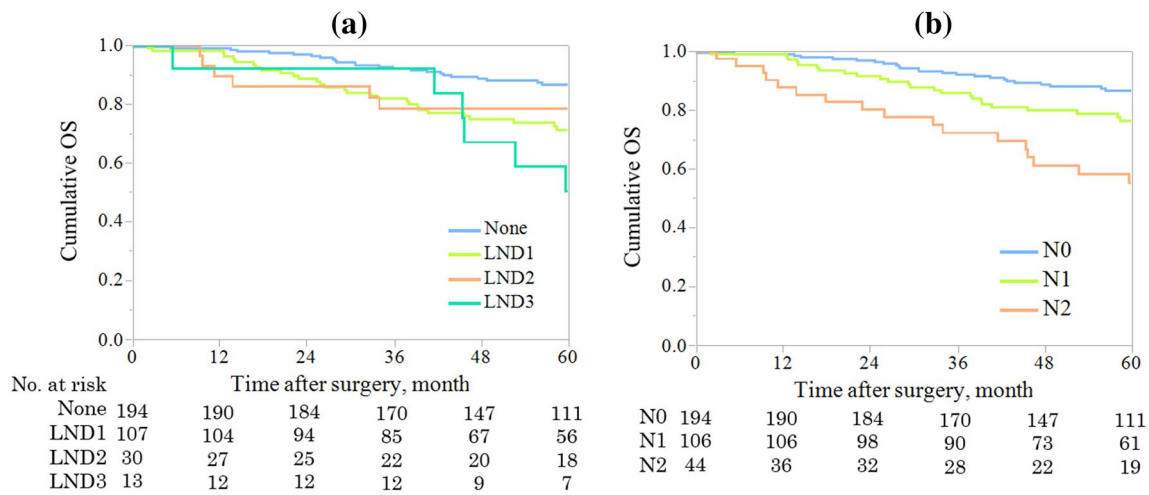 (a)
1.0
0.8
0.6
0.4
0.2
0.0
Cumulative OS
None
LND1
LND2
LND3
0 12 24 36 48 60
Time after surgery, month
No. at risk
None 194 190 184 170 147 111
LND1 107 104 94 85 67 56
LND2 30 27 25 22 20 18
LND3 13 12 12 12 9 7
(b)
1.0
0.8
0.6
0.4
0.2
0.0
Cumulative OS
N0
N1
N2
0 12 24 36 48 60
Time after surgery, month
N0 194 190 184 170 147 111
N1 106 106 98 90 73 61
N2 44 36 32 28 22 19